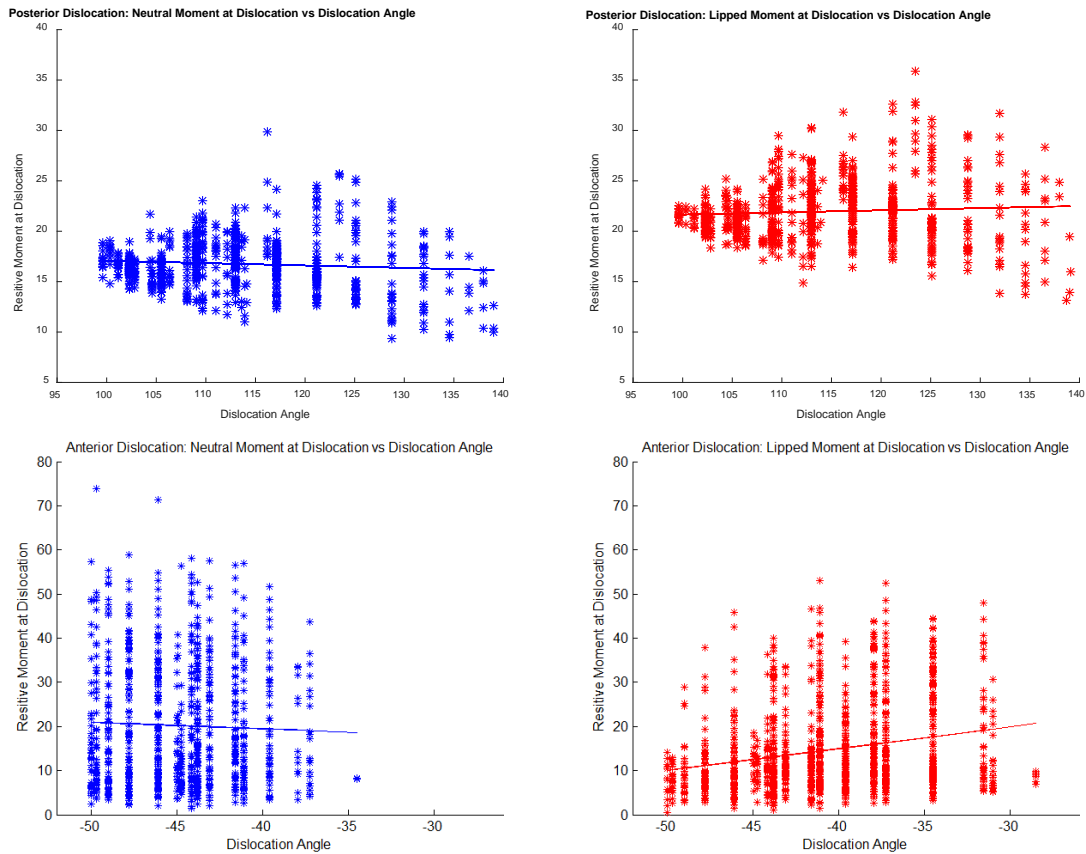 Posterior Dislocation: Neutral Moment at Dislocation vs Dislocation Angle
40
35
30
25
20
15
10
5
Resitive Moment at Dislocation
95 100 105 110 115 120 125 130 135 140
Dislocation Angle
Posterior Dislocation: Lipped Moment at Dislocation vs Dislocation Angle
40
35
30
25
20
15
10
5
Resitive Moment at Dislocation
95 100 105 110 115 120 125 130 135 140
Dislocation Angle
Anterior Dislocation: Neutral Moment at Dislocation vs Dislocation Angle
80
70
60
50
40
30
20
10
0
Resitive Moment at Dislocation
-50 -45 -40 -35 -30
Dislocation Angle
Anterior Dislocation: Lipped Moment at Dislocation vs Dislocation Angle
80
70
60
50
40
30
20
10
0
Resitive Moment at Dislocation
-50 -45 -40 -35 -30
Dislocation Angle